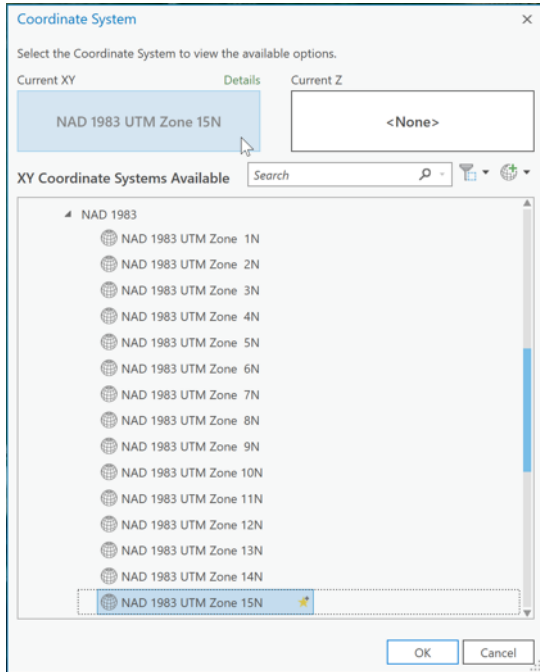 Coordinate System
Select the Coordinate System to view the available options.
Current XY Details Current Z
NAD 1983 UTM Zone 15N <None>
XY Coordinate Systems Available Search
NAD 1983
NAD 1983 UTM Zone 1N
NAD 1983 UTM Zone 2N
NAD 1983 UTM Zone 3N
NAD 1983 UTM Zone 4N
NAD 1983 UTM Zone 5N
NAD 1983 UTM Zone 6N
NAD 1983 UTM Zone 7N
NAD 1983 UTM Zone 8N
NAD 1983 UTM Zone 9N
NAD 1983 UTM Zone 10N
NAD 1983 UTM Zone 11N
NAD 1983 UTM Zone 12N
NAD 1983 UTM Zone 13N
NAD 1983 UTM Zone 14N
NAD 1983 UTM Zone 15N
OK Cancel